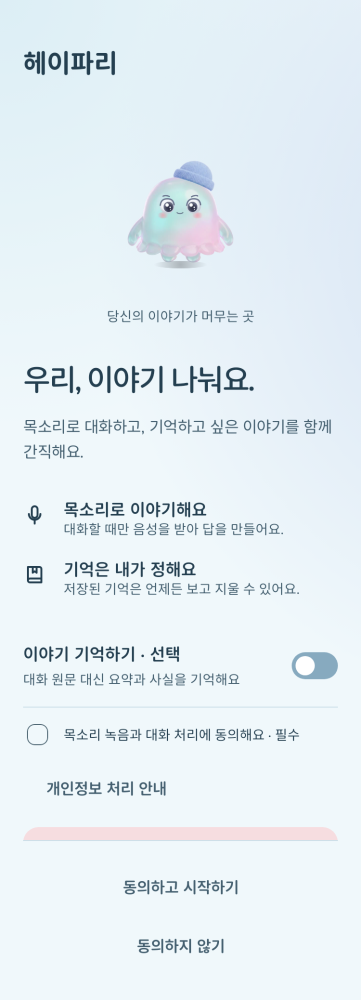 헤이파리
당신의 이야기가 머무는 곳
우리, 이야기 나눠요.
목소리로 대화하고, 기억하고 싶은 이야기를 함께
간직해요.
목소리로 이야기해요
대화할 때만 음성을 받아 답을 만들어요.
기억은 내가 정해요
저장된 기억은 언제든 보고 지울 수 있어요.
이야기 기억하기 · 선택
대화 원문 대신 요약과 사실을 기억해요
목소리 녹음과 대화 처리에 동의해요 · 필수
개인정보 처리 안내
동의하고 시작하기
동의하지 않기